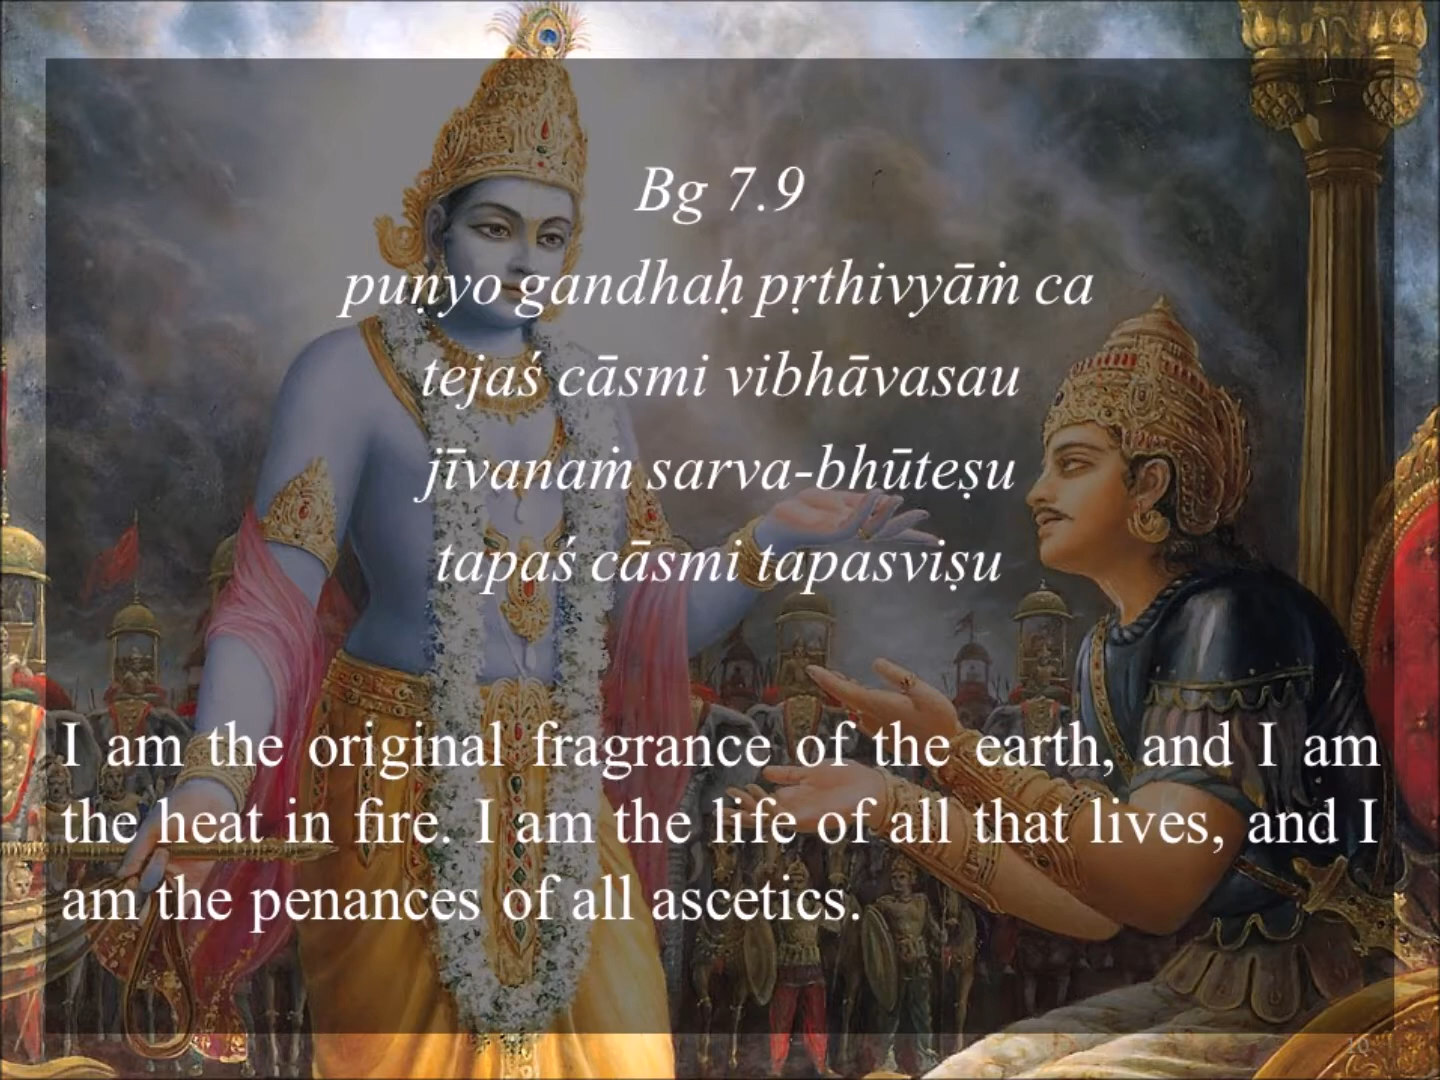 Bg 7.9
puṇyo gandhaḥ pṛthivyāṁ ca
tejaś cāsmi vibhāvasau
jīvanaṁ sarva-bhūteṣu
tapaś cāsmi tapasviṣu
I am the original fragrance of the earth, and I am
the heat in fire. I am the life of all that lives, and I
am the penances of all ascetics.
10